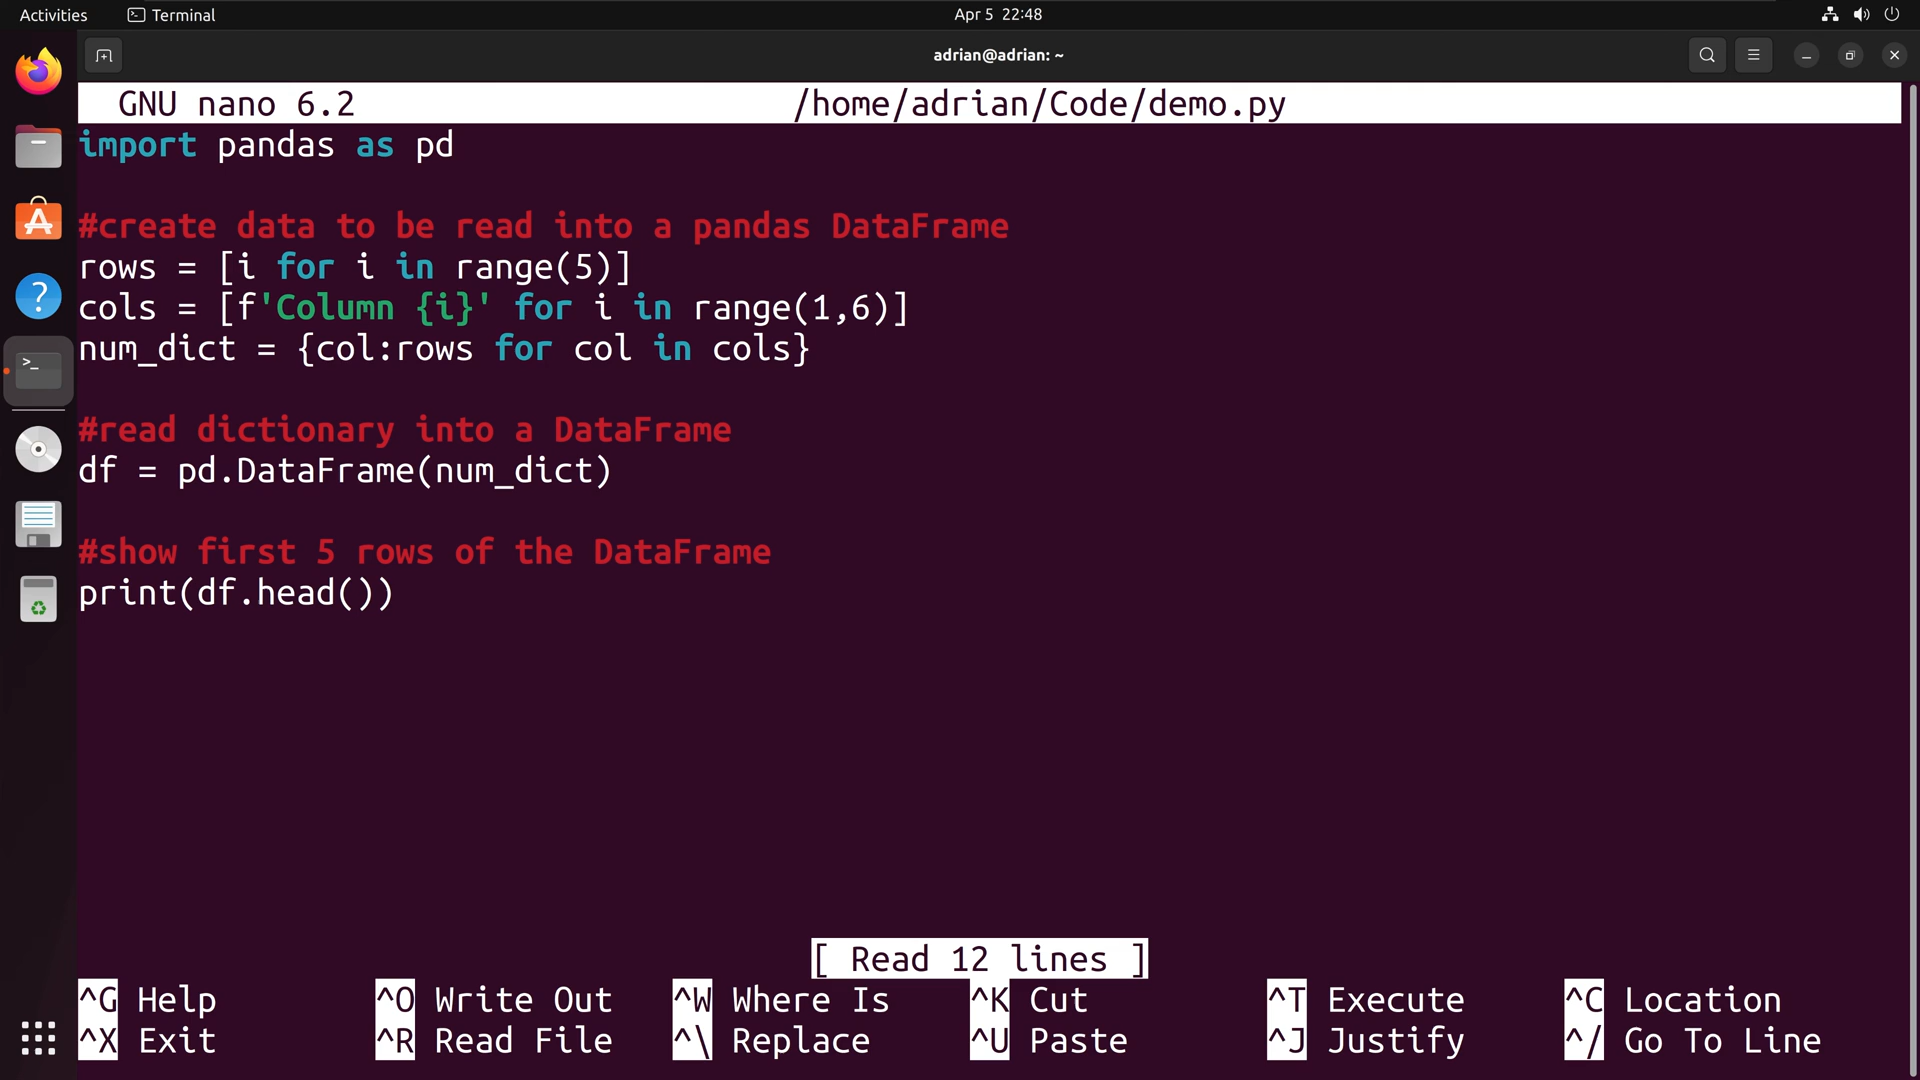 Activities Terminal Apr 5 22:48
adrian@adrian: ~
GNU nano 6.2 /home/adrian/Code/demo.py
import pandas as pd
#create data to be read into a pandas DataFrame
rows = [i for i in range(5)]
cols = [f'Column {i}' for i in range(1,6)]
num_dict = {col:rows for col in cols}
#read dictionary into a DataFrame
df = pd.DataFrame(num_dict)
#show first 5 rows of the DataFrame
print(df.head())
[ Read 12 lines ]
^G Help ^O Write Out ^W Where Is ^K Cut ^T Execute ^C Location
^X Exit ^R Read File ^\ Replace ^U Paste ^J Justify ^/ Go To Line